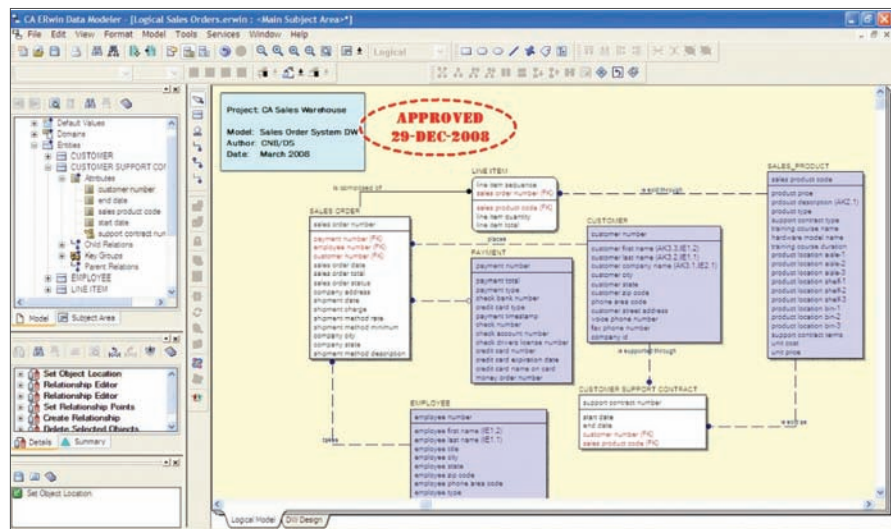 CA ERwin Data Modeler - [Logical Sales Orders.erwin : <Main Subject Area>*]
File Edit View Format Model Tools Services Window Help
Logical
Default Values
Domains
Entities
CUSTOMER
CUSTOMER SUPPORT CO
Attributes
customer number
end date
sales product code
start date
support contract num
Child Relations
Key Groups
Parent Relations
EMPLOYEE
LINE ITEM
Model Subject Area
Set Object Location
Relationship Editor
Relationship Editor
Set Relationship Points
Create Relationship
Delete Selected Objects
Details Summary
Set Object Location
Project: CA Sales Warehouse
Model: Sales Order System DW
Author: CNB/DS
Date: March 2008
APPROVED
29-DEC-2008
is composed of
LINE ITEM
line item sequence
sales order number (FK)
sales product code (FK)
line item quantity
line item total
is sold through
SALES_PRODUCT
sales product code
product price
product description (AK2.1)
product type
support contract type
training course name
hardware model name
training course duration
product location aisle-1
product location aisle-2
product location aisle-3
product location shelf-1
product location shelf-2
product location shelf-3
product location bin-1
product location bin-2
product location bin-3
support contract terms
unit cost
unit price
SALES ORDER
sales order number
payment number (FK)
employee number (FK)
customer number (FK)
sales order date
sales order total
sales order status
company address
shipment date
shipment charge
shipment method rate
shipment method minimum
company city
company state
shipment method description
places
PAYMENT
payment number
payment total
payment type
check bank number
credit card type
payment timestamp
check number
check account number
check drivers license number
credit card number
credit card expiration date
credit card name on card
money order number
CUSTOMER
customer number
customer first name (AK3.3,IE1.2)
customer last name (AK3.2,IE1.1)
customer company name (AK3.1,IE2.1)
customer city
customer state
customer zip code
phone area code
customer street address
voice phone number
fax phone number
company id
is supported through
CUSTOMER SUPPORT CONTRACT
support contract number
start date
end date
customer number (FK)
sales product code (FK)
is sold as
takes
EMPLOYEE
employee number
employee first name (IE1.2)
employee last name (IE1.1)
employee title
employee city
employee state
employee zip code
employee phone area code
employee type
Logical Model DW Design